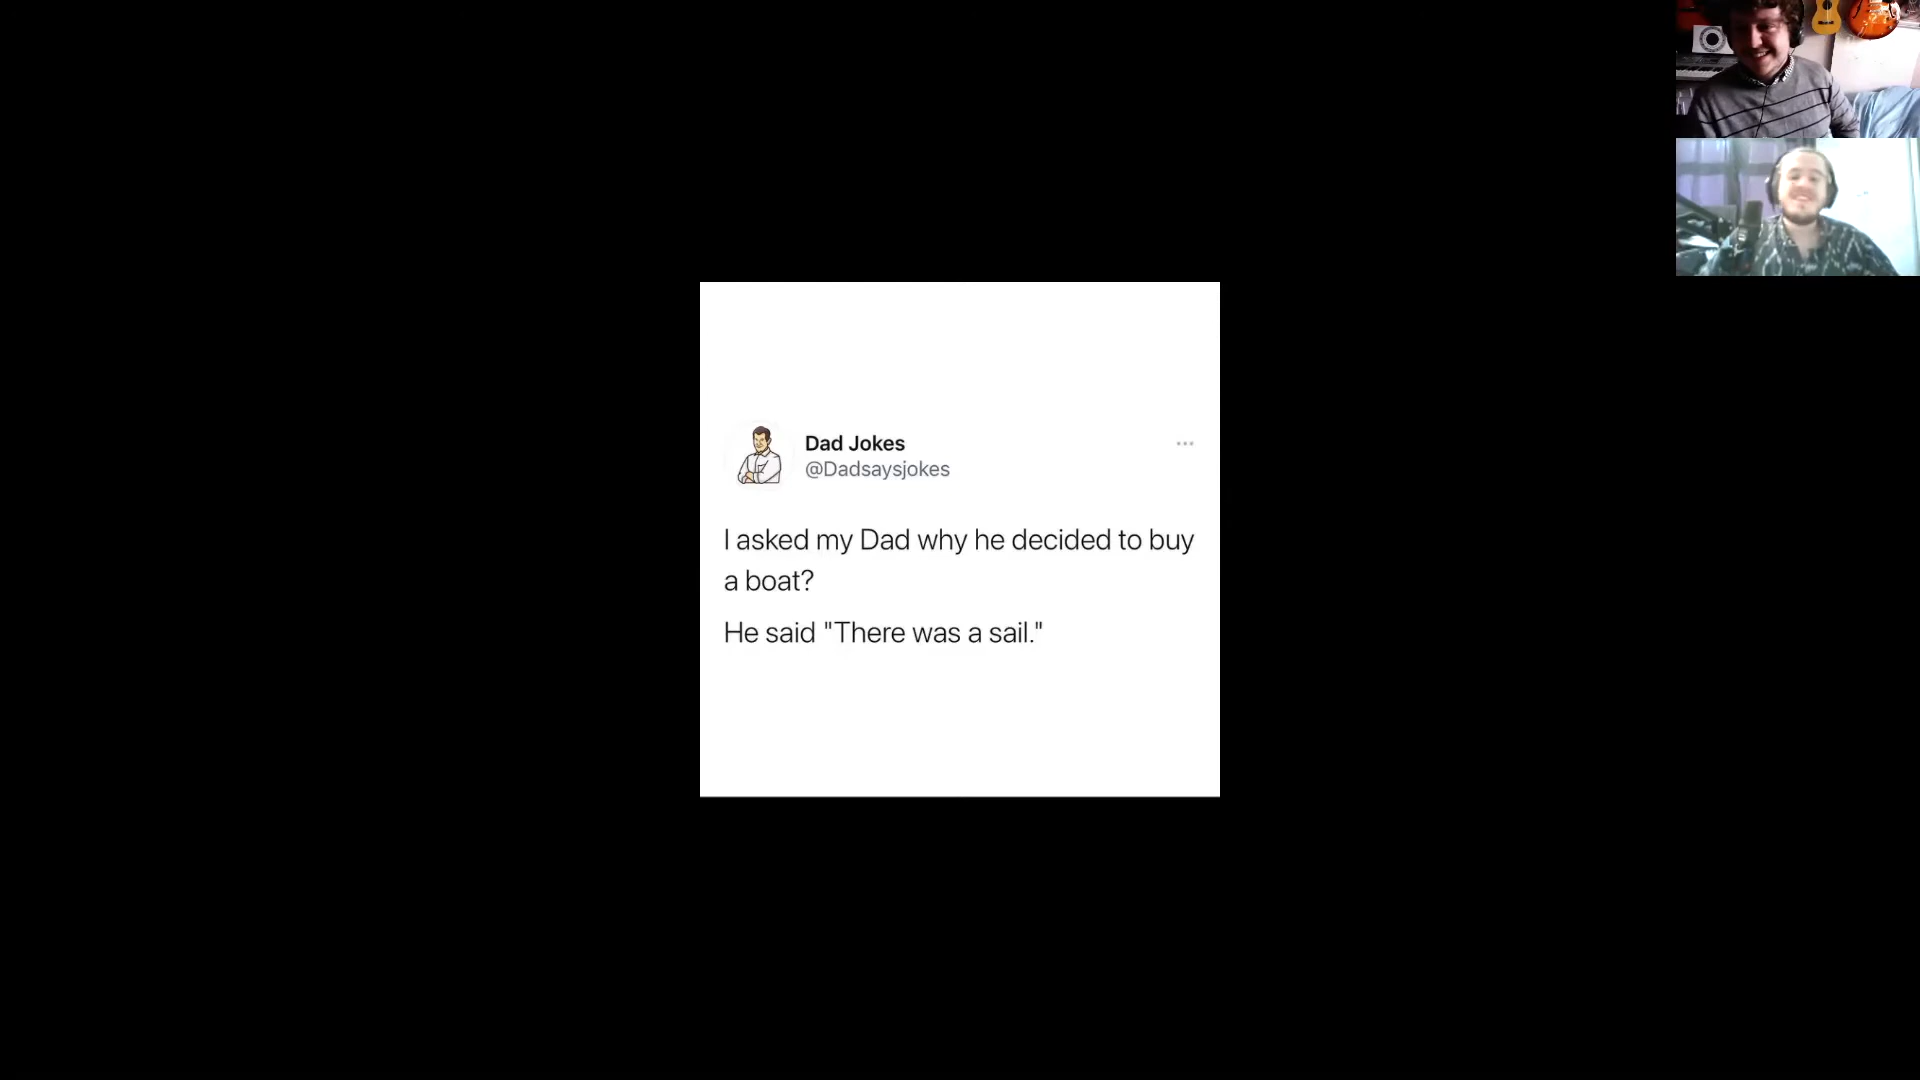 Dad Jokes
@Dadsaysjokes
I asked my Dad why he decided to buy
a boat?
He said "There was a sail."